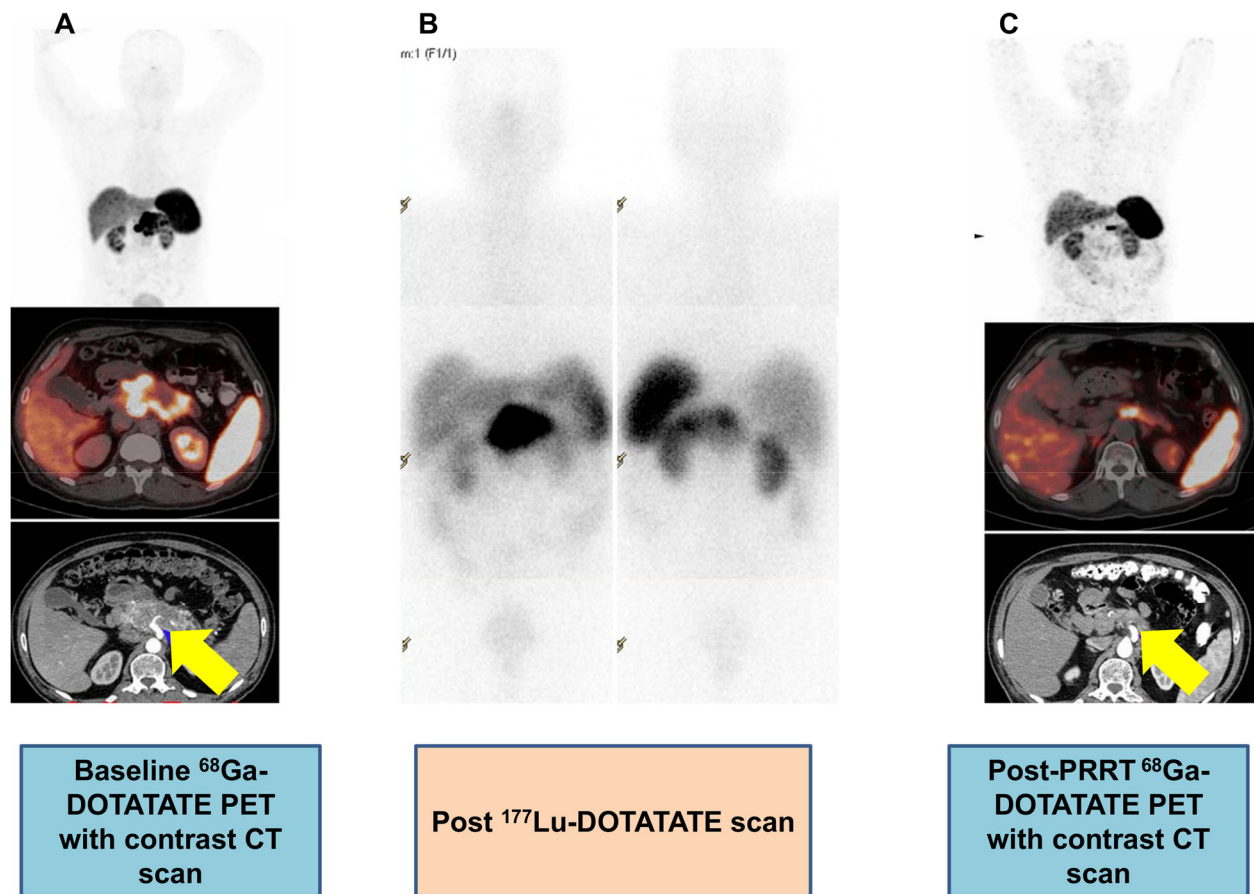 A
B
C
m:1 (F1/1)
Baseline ⁶⁸Ga-
DOTATATE PET
with contrast CT
scan
Post ¹⁷⁷Lu-DOTATATE scan
Post-PRRT ⁶⁸Ga-
DOTATATE PET
with contrast CT
scan